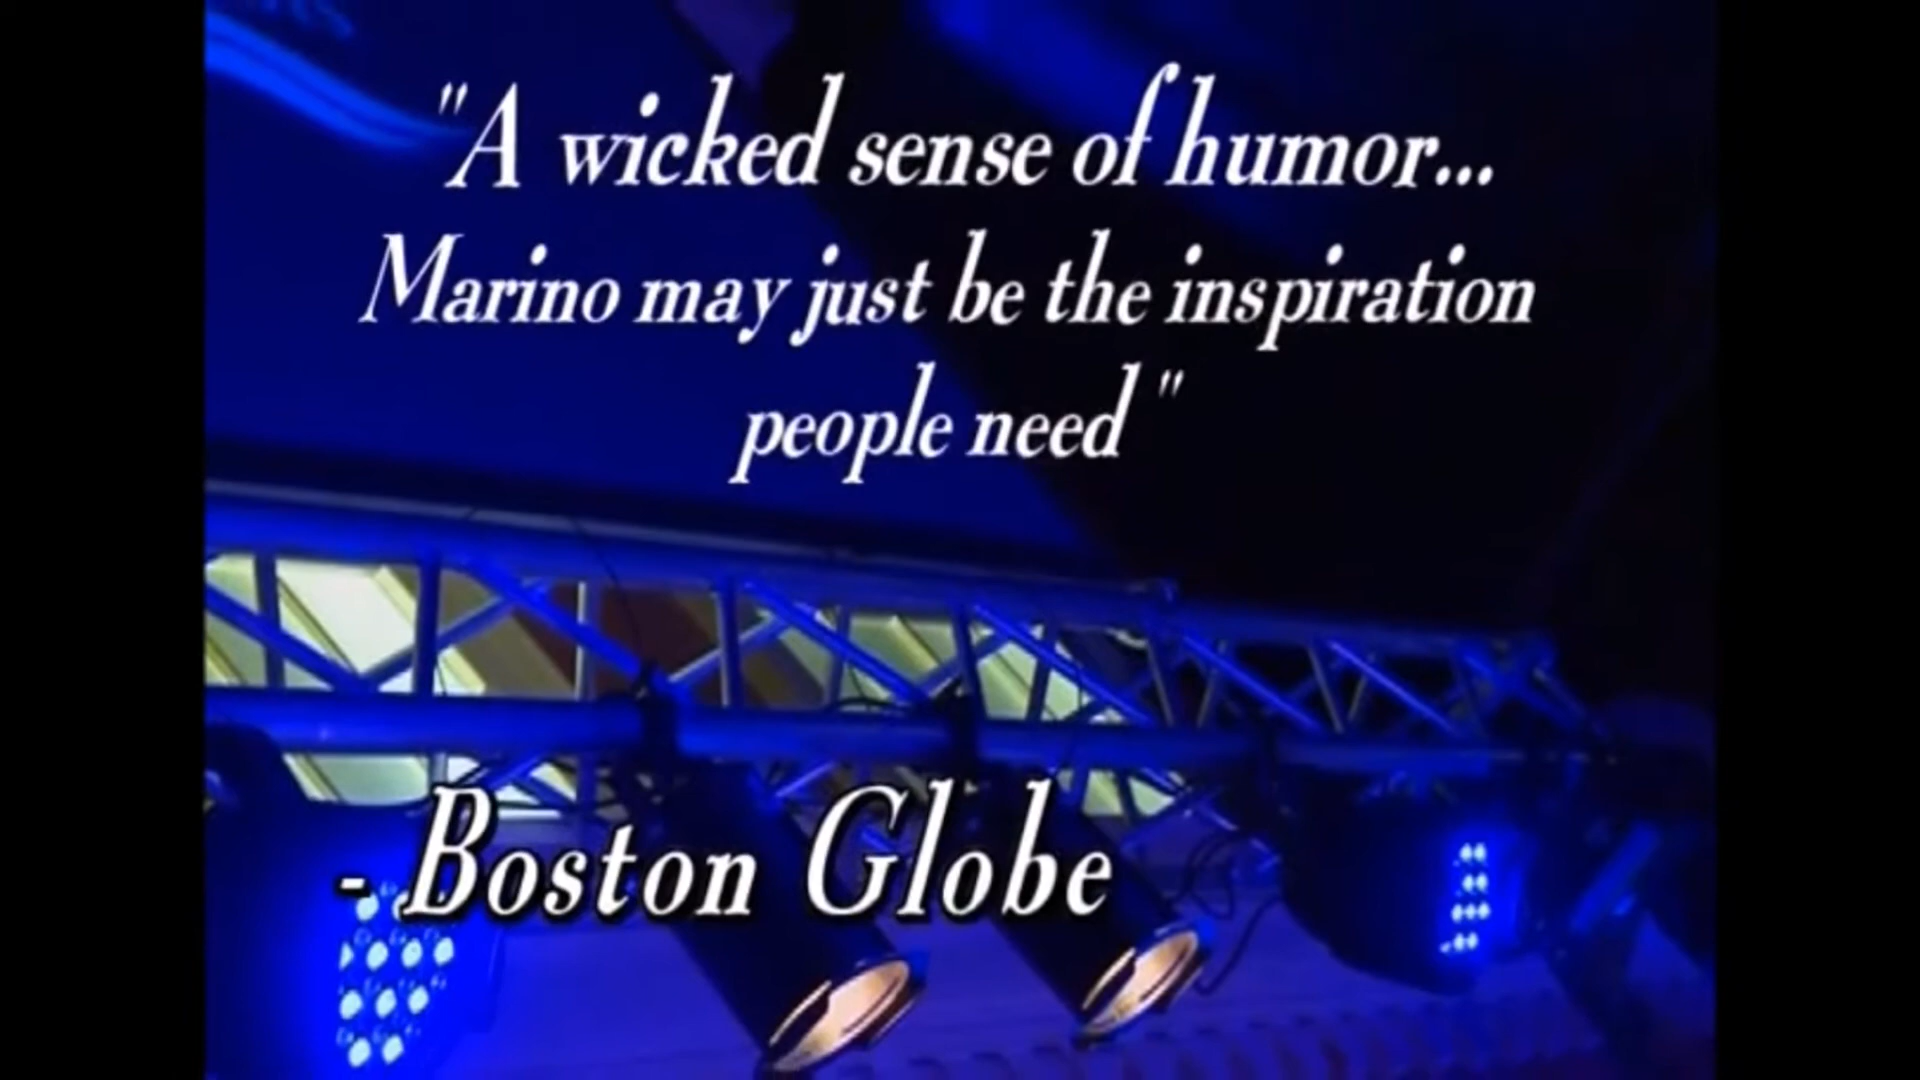 "A wicked sense of humor...
Marino may just be the inspiration
people need "
- Boston Globe